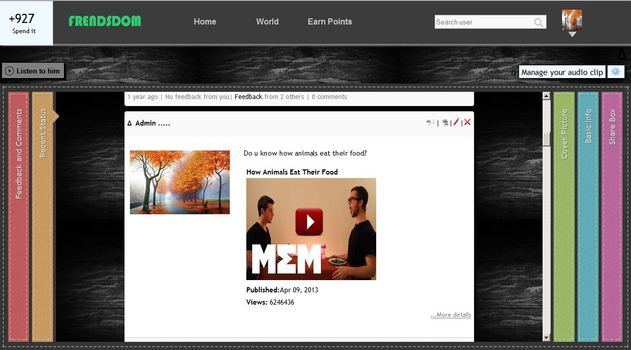 +927
Spend it
FRENDSDOM
Home
World
Earn Points
Search user
Listen to him
Manage your audio clip
Feedback and Comments
Recent Status
1 year ago | No feedback from you| Feedback from 2 others | 0 comments
Admin .....
Do u know how animals eat their food?
How Animals Eat Their Food
MΣM
Published:Apr 09, 2013
Views: 6246436
...More details
Cover Picture
Basic info
Share Box